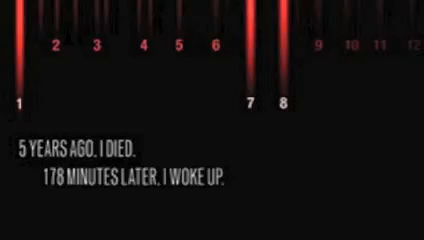 2 3 4 5 6 9 10 11 12
1 7 8
5 YEARS AGO. I DIED.
178 MINUTES LATER, I WOKE UP.